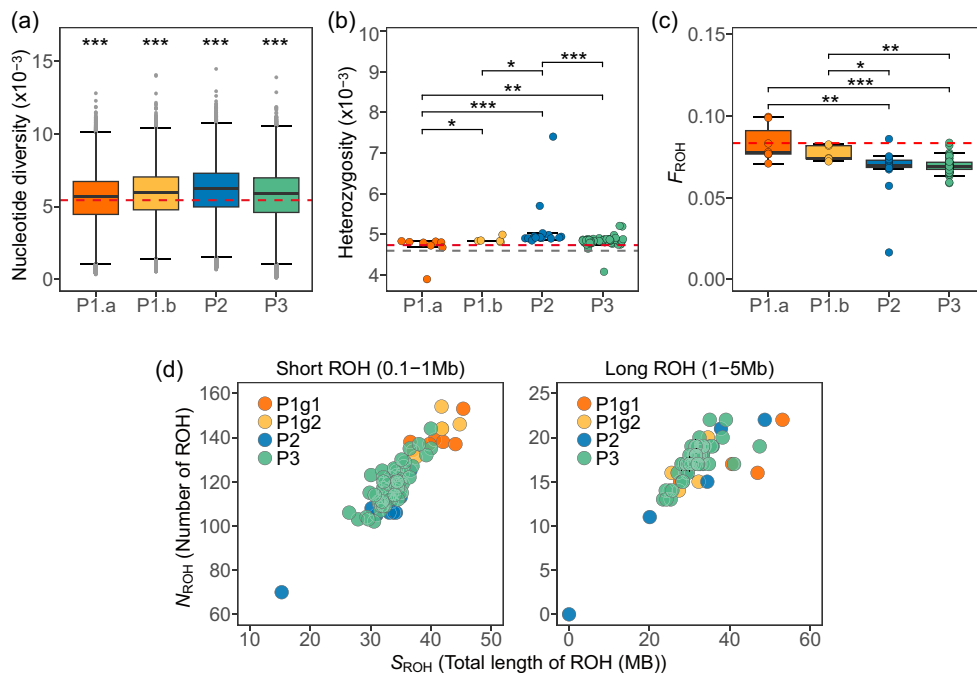 (a)
Nucleotide diversity (x10⁻³)
15
10
5
0
*** *** *** ***
P1.a P1.b P2 P3
(b)
Heterozygosity (x10⁻³)
10
9
8
7
6
5
4
* ***
**
***
*
P1.a P1.b P2 P3
(c)
F_ROH
0.15
0.10
0.05
0.00
**
*
***
**
P1.a P1.b P2 P3
(d)
Short ROH (0.1−1Mb)
N_ROH (Number of ROH)
160
140
120
100
80
60
P1g1
P1g2
P2
P3
10 20 30 40 50
Long ROH (1−5Mb)
25
20
15
10
5
0
P1g1
P1g2
P2
P3
0 20 40 60
S_ROH (Total length of ROH (MB))